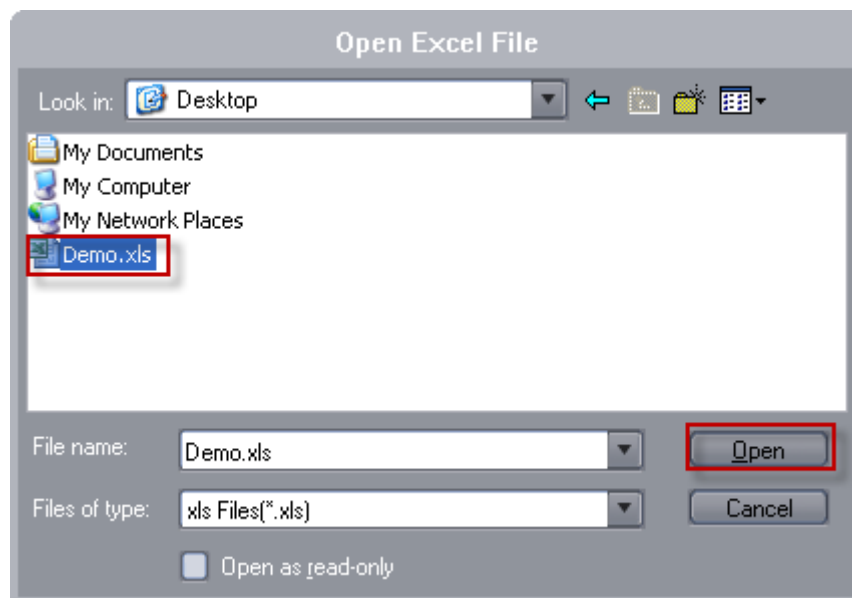 Open Excel File
Look in: Desktop
My Documents
My Computer
My Network Places
Demo.xls
File name: Demo.xls Open
Files of type: xls Files(*.xls) Cancel
Open as read-only